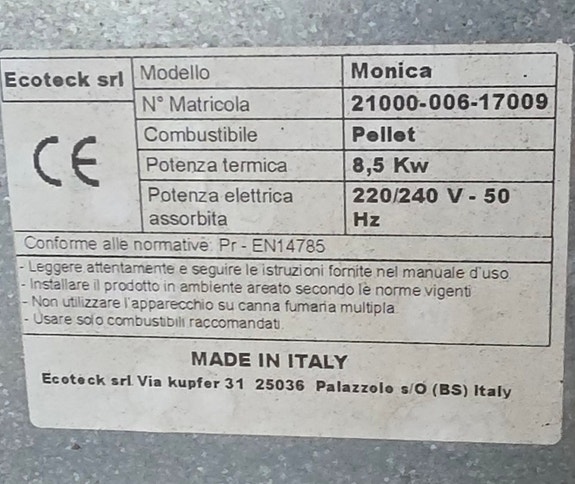 Ecoteck srl
CE
Modello Monica
N° Matricola 21000-006-17009
Combustibile Pellet
Potenza termica 8,5 Kw
Potenza elettrica 220/240 V - 50
assorbita Hz
Conforme alle normative: Pr - EN14785
- Leggere attentamente e seguire le istruzioni fornite nel manuale d'uso
- Installare il prodotto in ambiente areato secondo le norme vigenti
- Non utilizzare l'apparecchio su canna fumaria multipla.
- Usare solo combustibili raccomandati.
MADE IN ITALY
Ecoteck srl Via kupfer 31 25036 Palazzolo s/O (BS) Italy